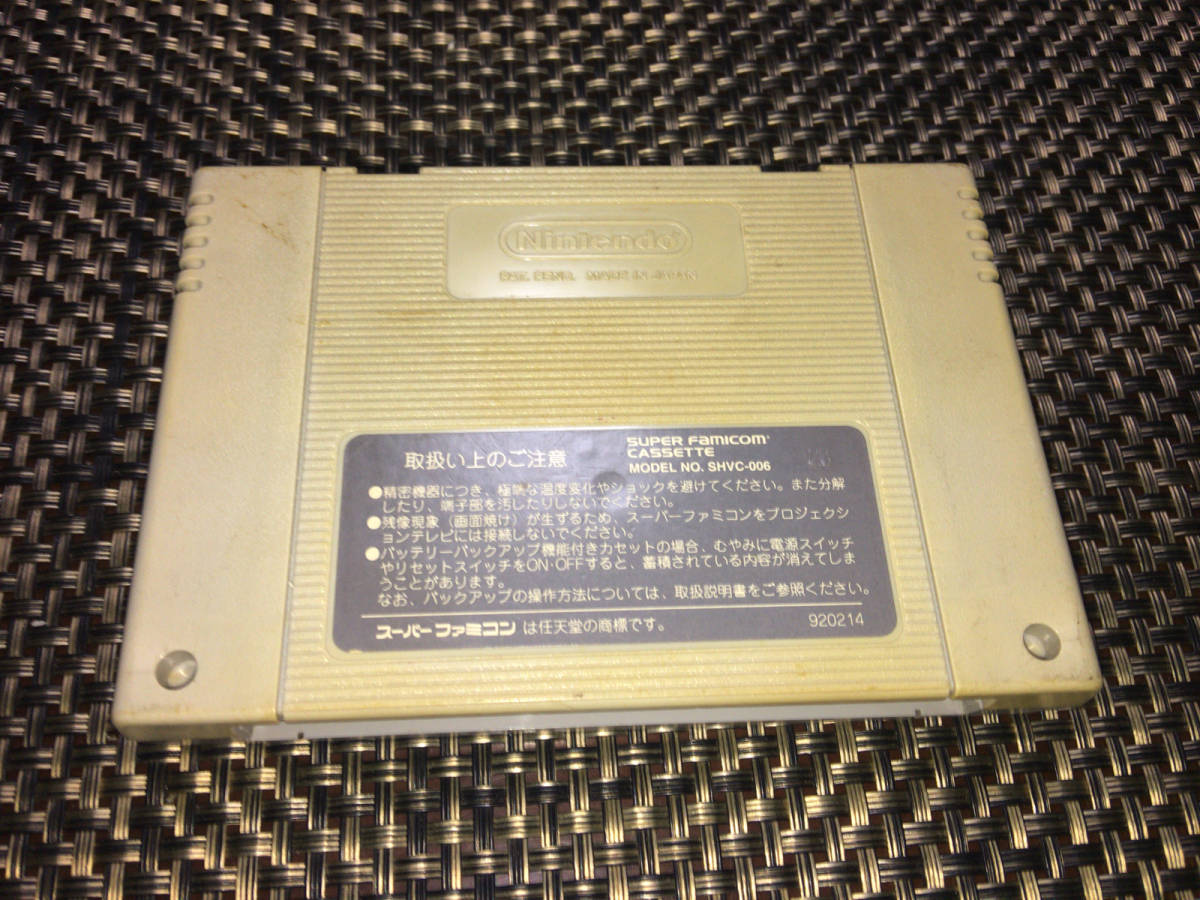 Nintendo
PAT. PEND. MADE IN JAPAN
取扱い上のご注意
SUPER FAMICOM
CASSETTE
MODEL NO. SHVC-006
●精密機器につき、極端な温度変化やショックを避けてください。また分解
したり、端子部を汚したりしないでください。
●残像現象（画面焼け）が生ずるため、スーパーファミコンをプロジェクシ
ョンテレビには接続しないでください。
●バッテリーバックアップ機能付きカセットの場合、むやみに電源スイッチ
やリセットスイッチをON・OFFすると、蓄積されている内容が消えてしま
うことがあります。
なお、バックアップの操作方法については、取扱説明書をご参照ください。
スーパーファミコンは任天堂の商標です。
920214